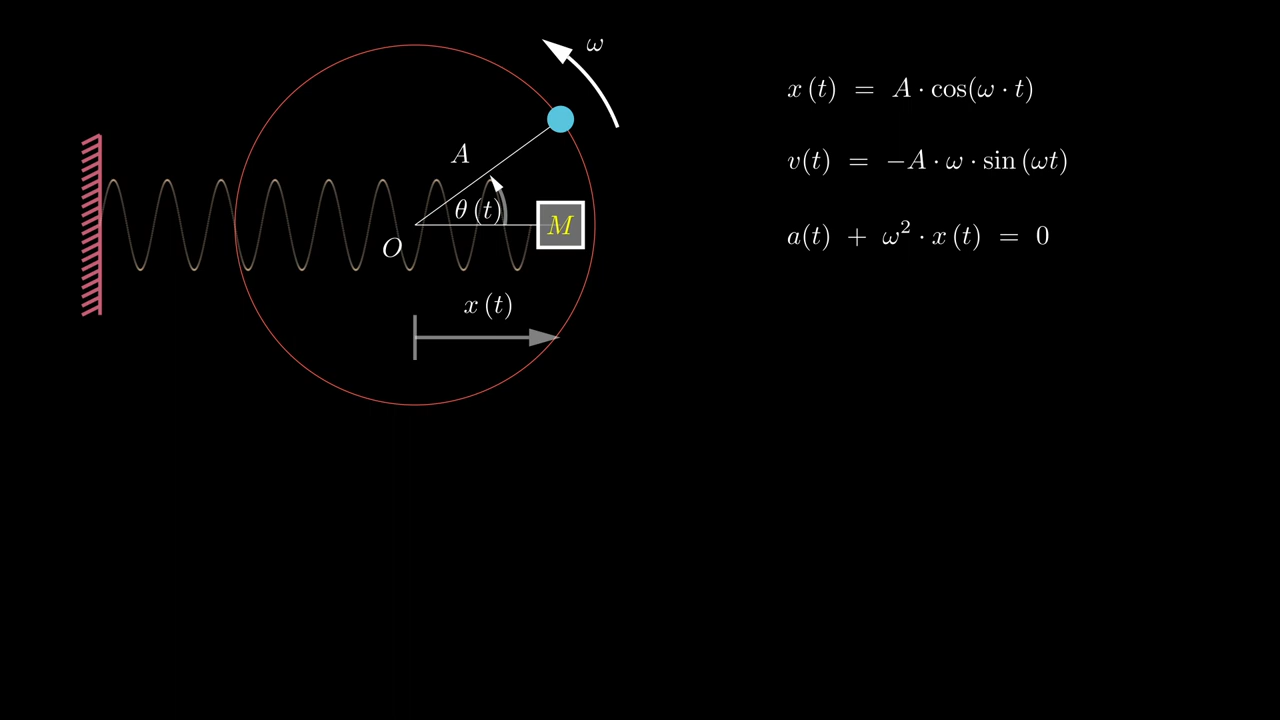 ω
A
θ (t)
M
O
x (t)
x (t) = A · cos(ω · t)
v(t) = −A · ω · sin (ωt)
a(t) + ω² · x (t) = 0